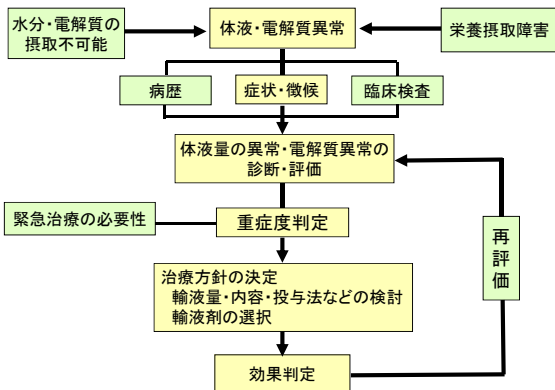 水分・電解質の
摂取不可能
体液・電解質異常
栄養摂取障害
病歴
症状・徴候
臨床検査
体液量の異常・電解質異常の
診断・評価
緊急治療の必要性
重症度判定
再評価
治療方針の決定
輸液量・内容・投与法などの検討
輸液剤の選択
効果判定